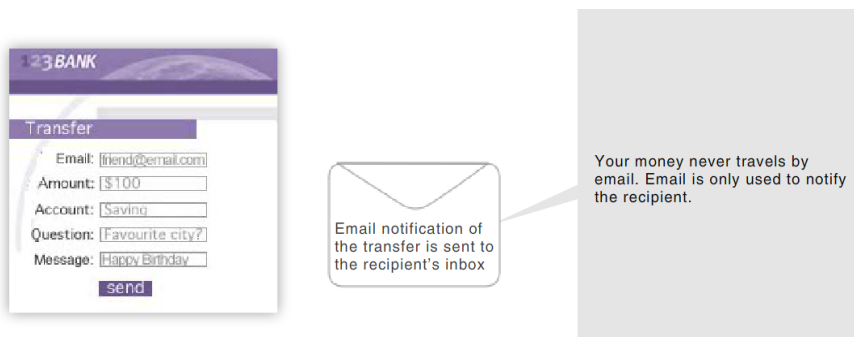 123 BANK
Transfer
Email: friend@email.com
Amount: $100
Account: Saving
Question: Favourite city?
Message: Happy Birthday
send
Email notification of
the transfer is sent to
the recipient's inbox
Your money never travels by
email. Email is only used to notify
the recipient.